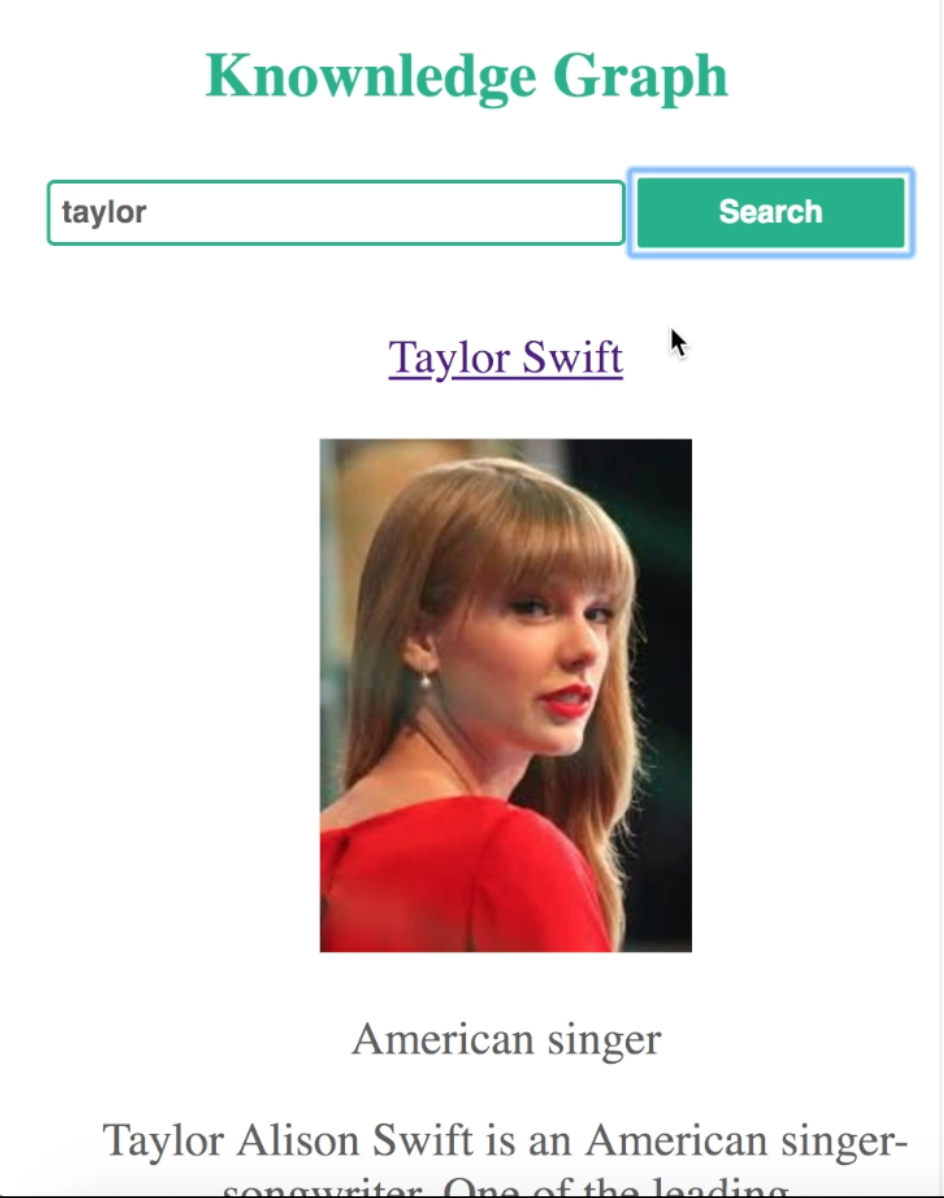 Knownledge Graph
taylor
Search
Taylor Swift
American singer
Taylor Alison Swift is an American singer-
songwriter. One of the leading